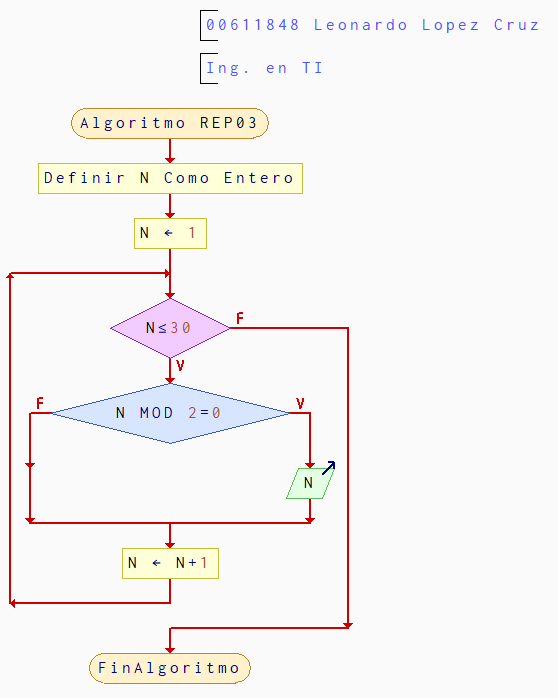 00611848 Leonardo Lopez Cruz
Ing. en TI
Algoritmo REP03
Definir N Como Entero
N ← 1
N≤30
F
V
N MOD 2=0
F
V
N
N ← N+1
FinAlgoritmo